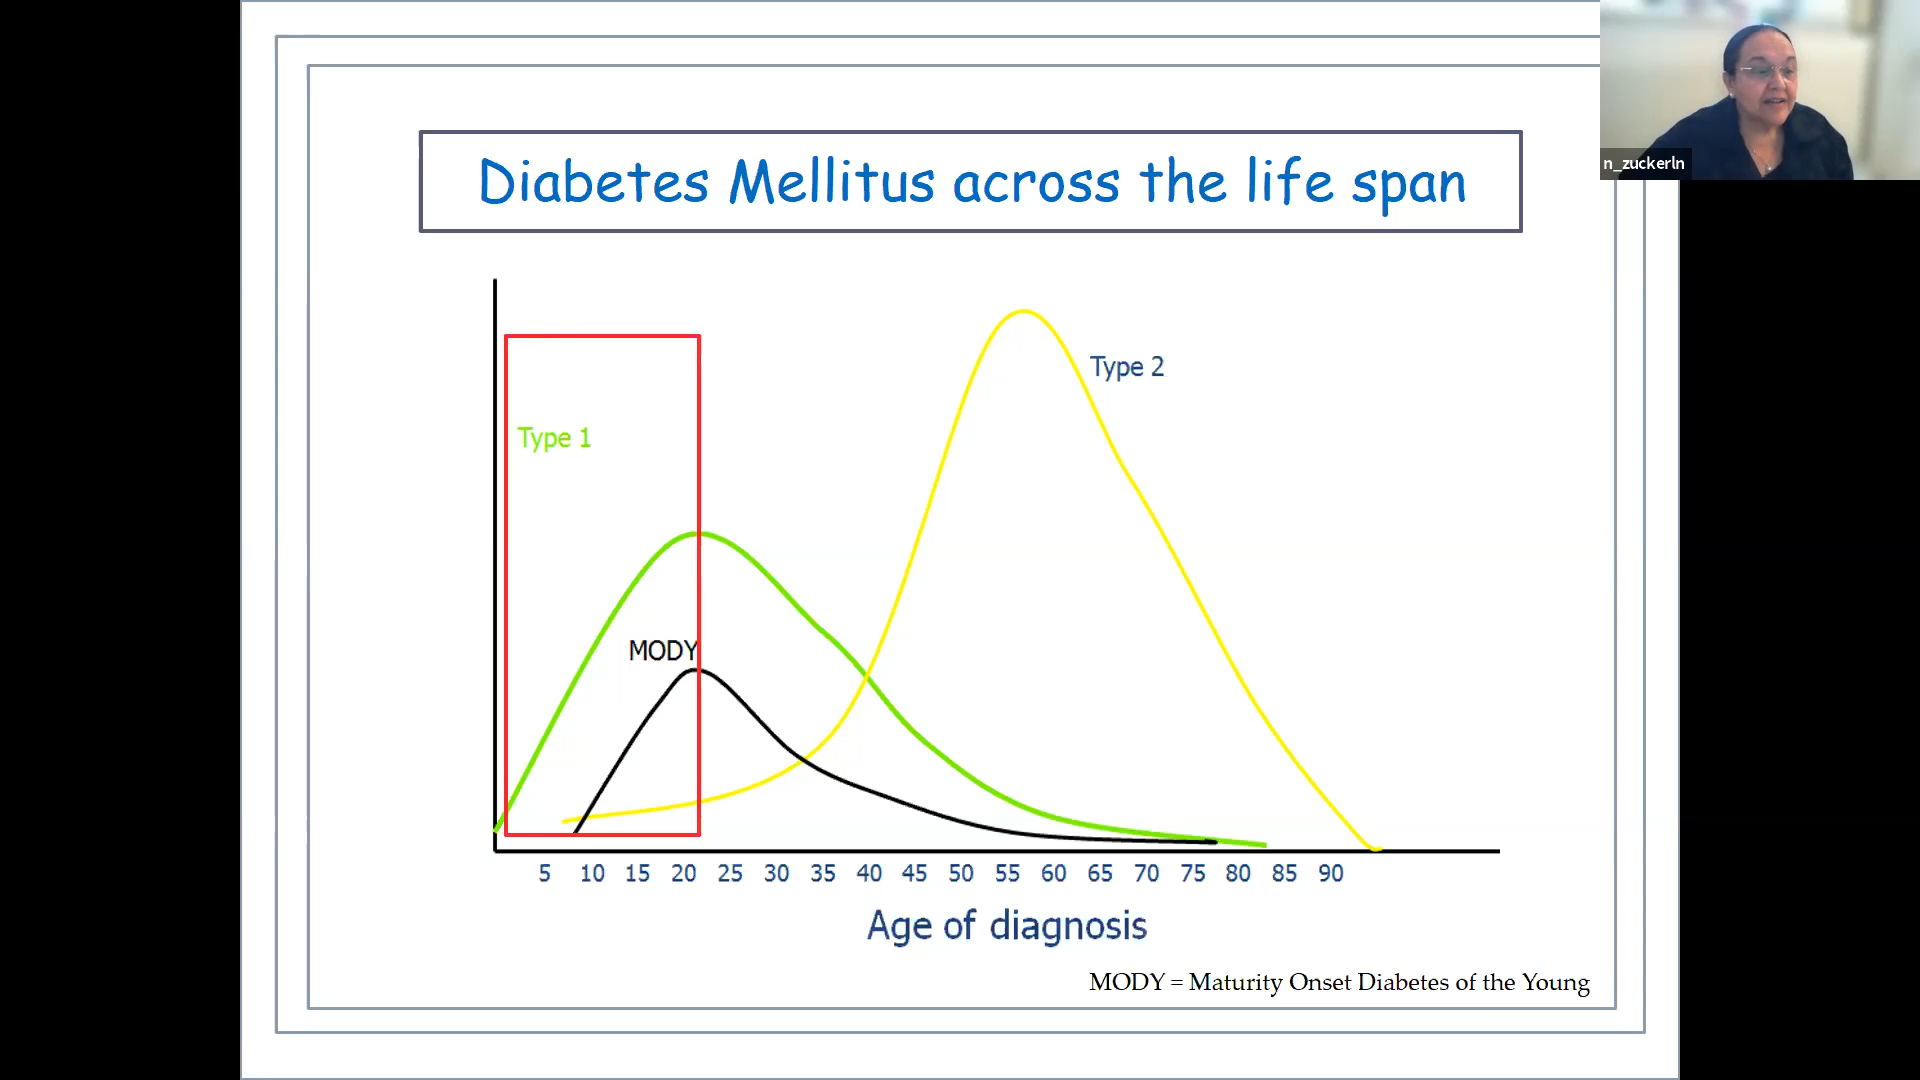 n_zuckerln
Diabetes Mellitus across the life span
Type 2
Type 1
MODY
5 10 15 20 25 30 35 40 45 50 55 60 65 70 75 80 85 90
Age of diagnosis
MODY = Maturity Onset Diabetes of the Young